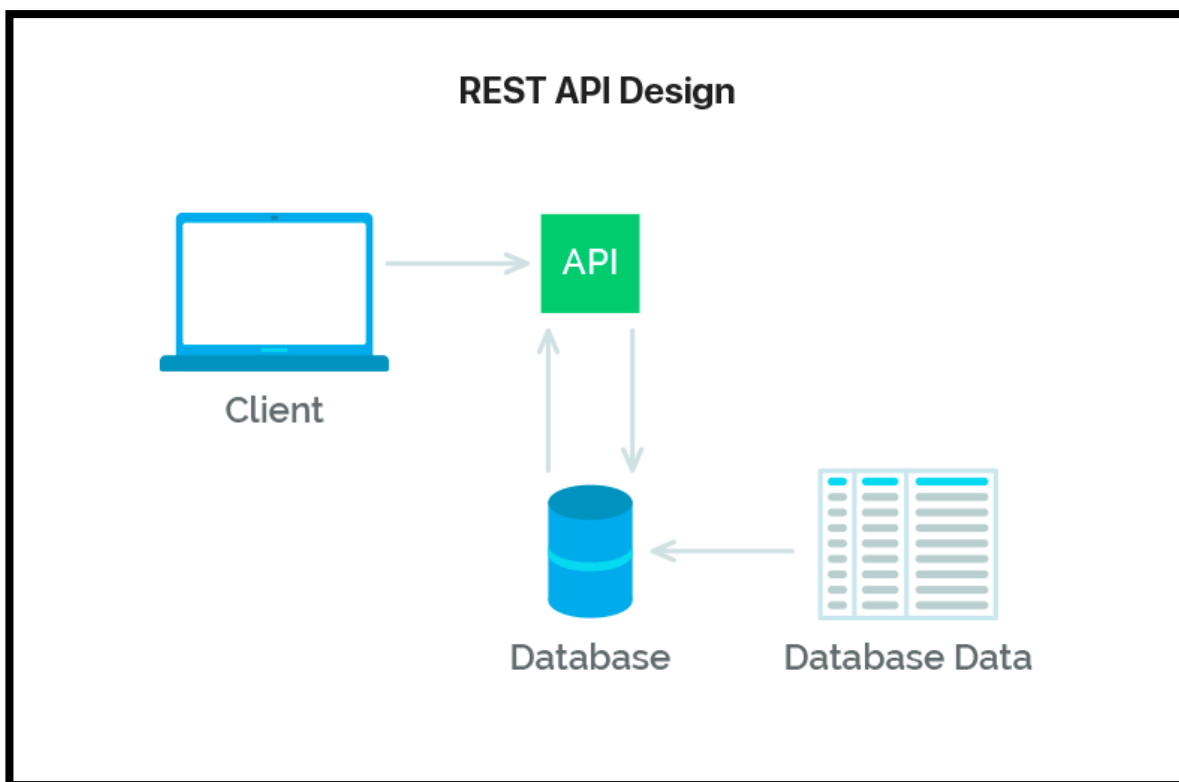 REST API Design
API
Client
Database
Database Data